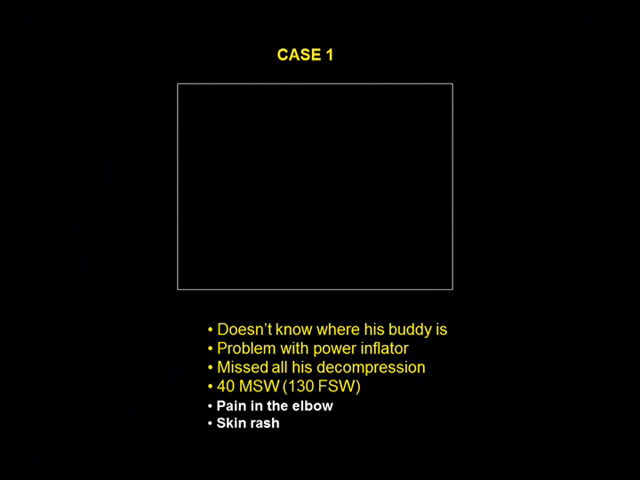 CASE 1
• Doesn't know where his buddy is
• Problem with power inflator
• Missed all his decompression
• 40 MSW (130 FSW)
• Pain in the elbow
• Skin rash